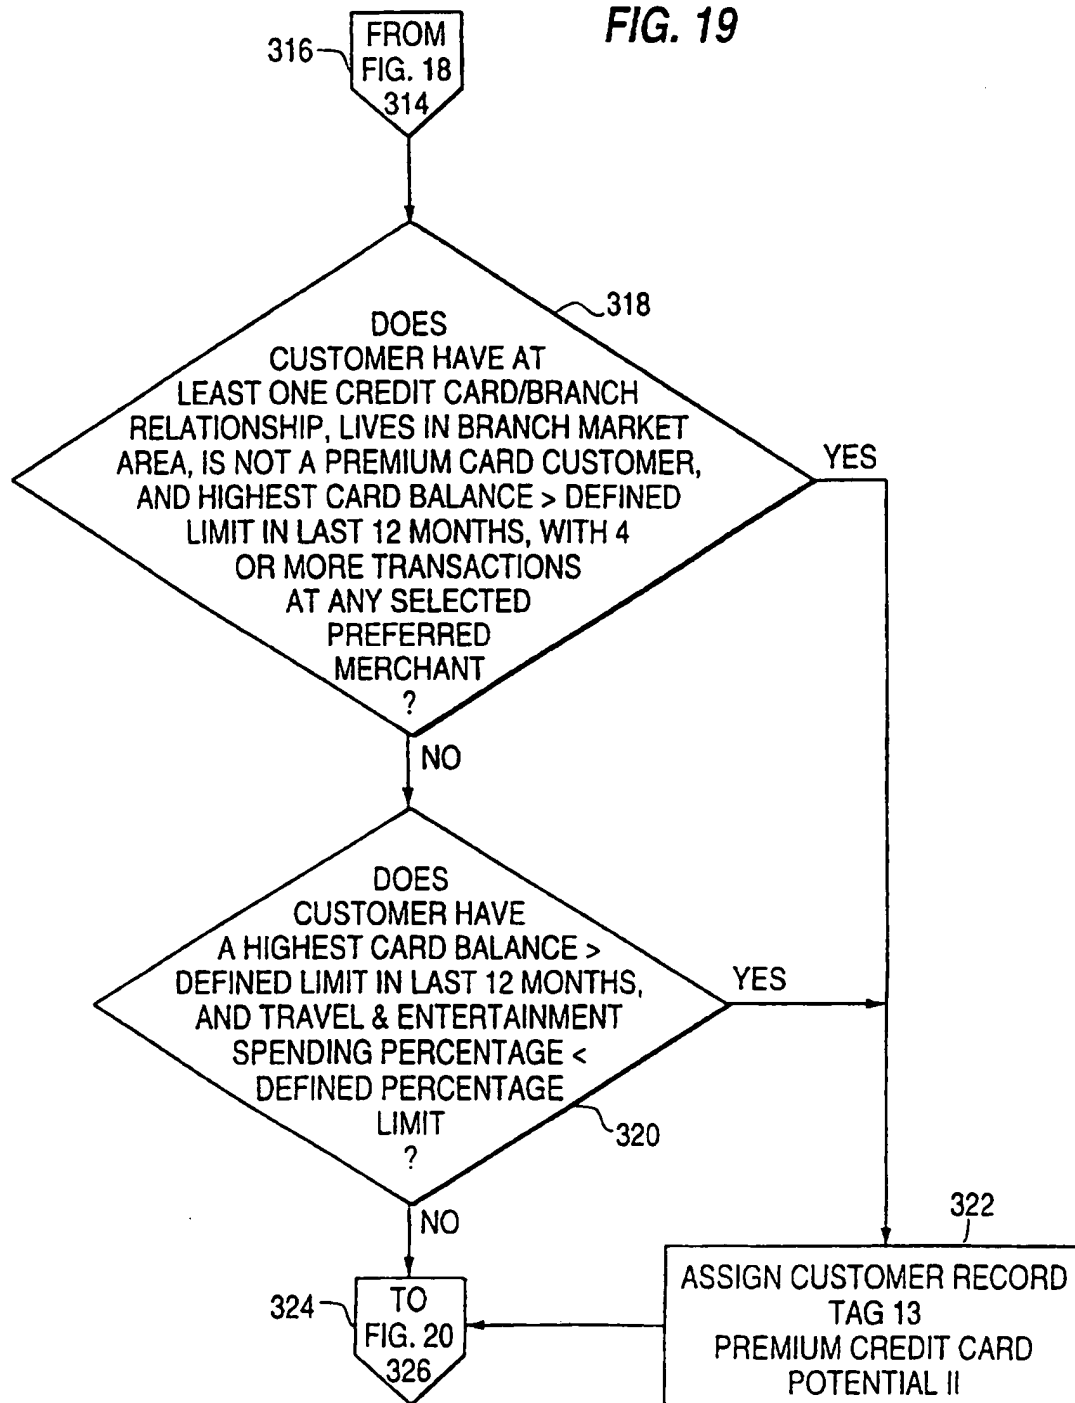 FIG. 19
316
FROM
FIG. 18
314
318
DOES
CUSTOMER HAVE AT
LEAST ONE CREDIT CARD/BRANCH
RELATIONSHIP, LIVES IN BRANCH MARKET
AREA, IS NOT A PREMIUM CARD CUSTOMER,
AND HIGHEST CARD BALANCE > DEFINED
LIMIT IN LAST 12 MONTHS, WITH 4
OR MORE TRANSACTIONS
AT ANY SELECTED
PREFERRED
MERCHANT
?
YES
NO
DOES
CUSTOMER HAVE
A HIGHEST CARD BALANCE >
DEFINED LIMIT IN LAST 12 MONTHS,
AND TRAVEL & ENTERTAINMENT
SPENDING PERCENTAGE <
DEFINED PERCENTAGE
LIMIT
?
YES
320
NO
322
ASSIGN CUSTOMER RECORD
TAG 13
PREMIUM CREDIT CARD
POTENTIAL II
324
TO
FIG. 20
326